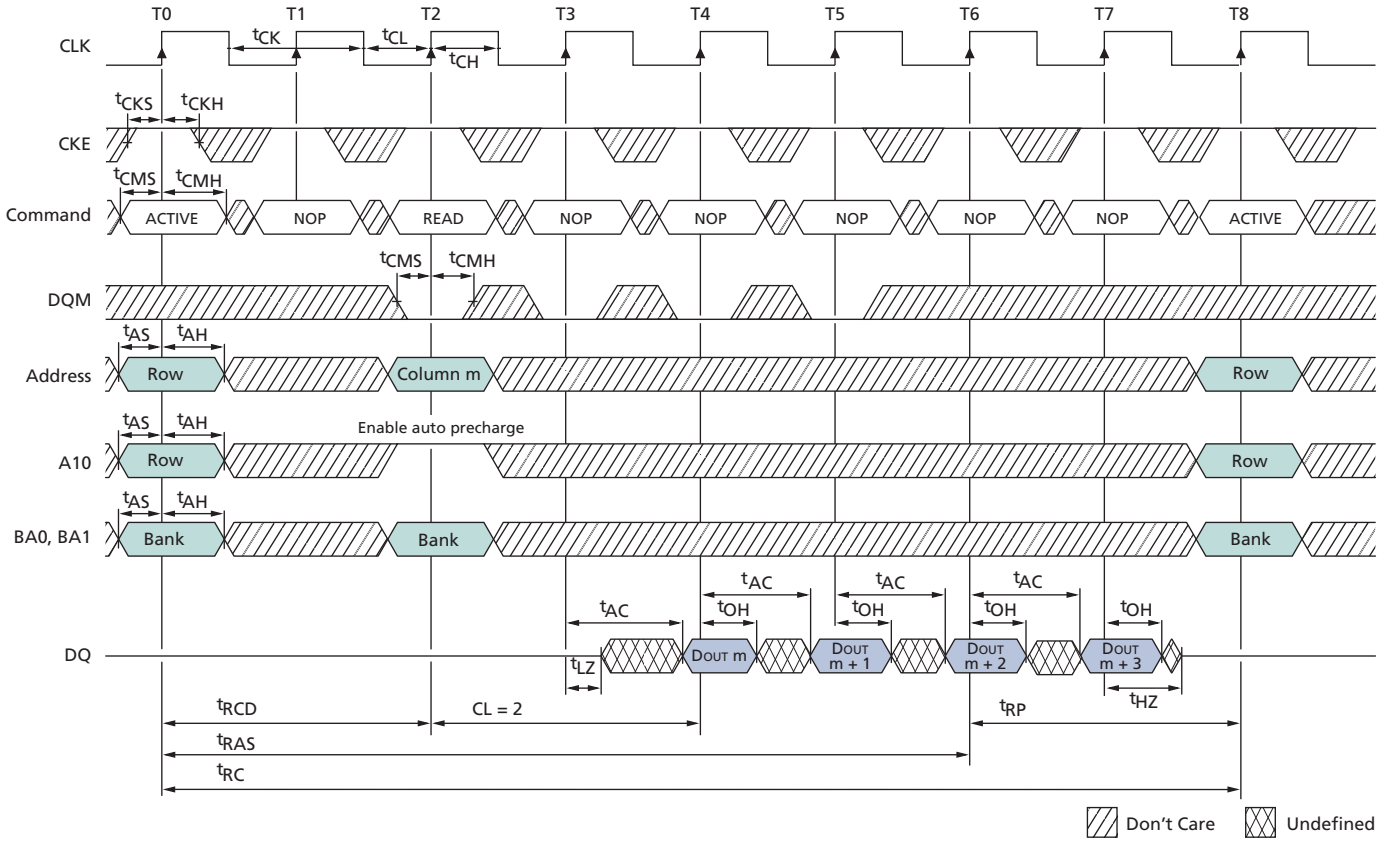 T0 T1 T2 T3 T4 T5 T6 T7 T8
CLK
tCK tCL
tCH
tCKS tCKH
CKE
tCMS tCMH
Command ACTIVE NOP READ NOP NOP NOP NOP NOP ACTIVE
tCMS tCMH
DQM
tAS tAH
Address Row Column m Row
tAS tAH Enable auto precharge
A10 Row Row
tAS tAH
BA0, BA1 Bank Bank Bank
tAC tAC tAC
tAC tOH tOH tOH tOH
DQ DOUT m DOUT m + 1 DOUT m + 2 DOUT m + 3
tLZ tHZ
tRCD CL = 2 tRP
tRAS
tRC
Don't Care Undefined